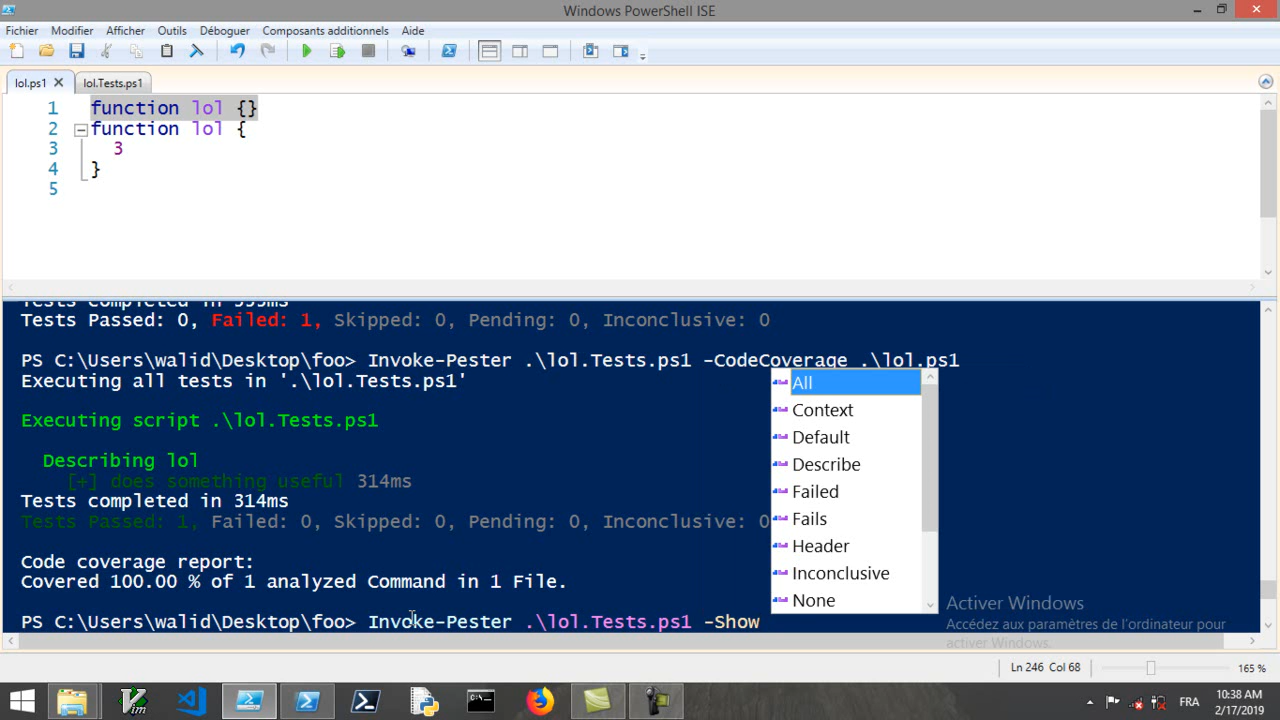 Windows PowerShell ISE
Fichier Modifier Afficher Outils Déboguer Composants additionnels Aide
lol.ps1 lol.Tests.ps1
1 function lol {}
2 function lol {
3 3
4 }
5
Tests completed in 555ms
Tests Passed: 0, Failed: 1, Skipped: 0, Pending: 0, Inconclusive: 0
PS C:\Users\walid\Desktop\foo> Invoke-Pester .\lol.Tests.ps1 -CodeCoverage .\lol.ps1
Executing all tests in '.\lol.Tests.ps1'
Executing script .\lol.Tests.ps1
Describing lol
[+] does something useful 314ms
Tests completed in 314ms
Tests Passed: 1, Failed: 0, Skipped: 0, Pending: 0, Inconclusive: 0
Code coverage report:
Covered 100.00 % of 1 analyzed Command in 1 File.
PS C:\Users\walid\Desktop\foo> Invoke-Pester .\lol.Tests.ps1 -Show
All
Context
Default
Describe
Failed
Fails
Header
Inconclusive
None
Activer Windows
Accédez aux paramètres de l'ordinateur pour
activer Windows.
Ln 246 Col 68 165 %
FR
10:38 AM
2/17/2019